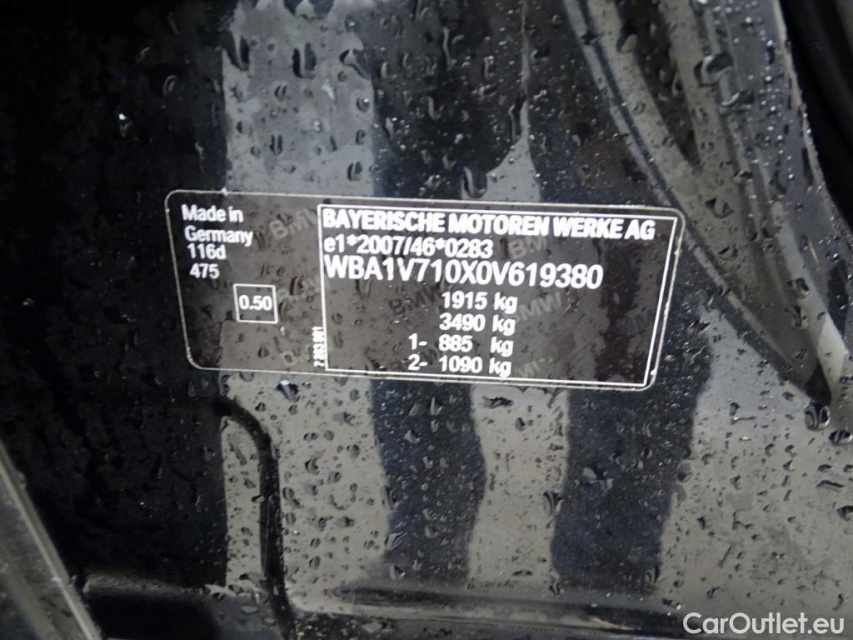 Made in
Germany
116d
475
0.50
BAYERISCHE MOTOREN WERKE AG
e1*2007/46*0283
WBA1V710X0V619380
1915 kg
3490 kg
1- 885 kg
2- 1090 kg
CarOutlet.eu